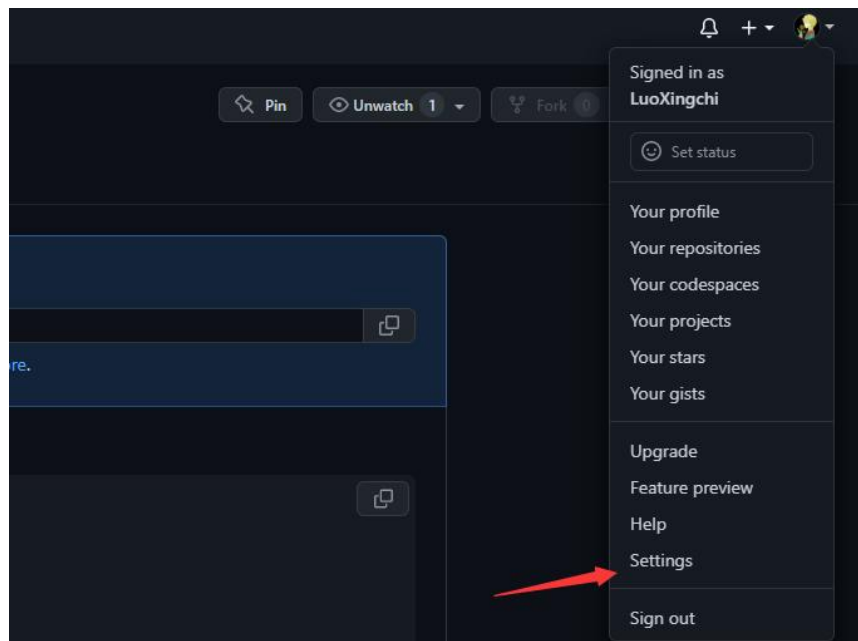 Signed in as
LuoXingchi
Pin
Unwatch 1
Fork 0
Set status
Your profile
Your repositories
Your codespaces
Your projects
Your stars
re.
Your gists
Upgrade
Feature preview
Help
Settings
Sign out